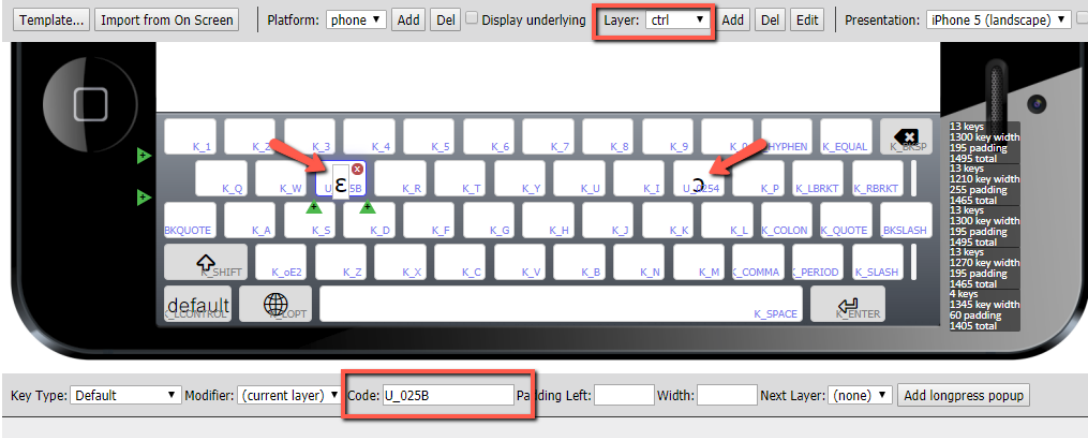 Template... Import from On Screen Platform: phone Add Del Display underlying Layer: ctrl Add Del Edit Presentation: iPhone 5 (landscape)
K_1 K_2 K_3 K_4 K_5 K_6 K_7 K_8 K_9 K_0 HYPHEN K_EQUAL K_BKSP
K_Q K_W U ɛ 5B K_R K_T K_Y K_U K_I ɔ U_0254 K_P K_LBRKT K_RBRKT
BKQUOTE K_A K_S K_D K_F K_G K_H K_J K_K K_L K_COLON K_QUOTE BKSLASH
K_SHIFT K_oE2 K_Z K_X K_C K_V K_B K_N K_M K_COMMA K_PERIOD K_SLASH
default K_LCONTROL K_LOPT K_SPACE K_ENTER
13 keys
1300 key width
195 padding
1495 total
13 keys
1210 key width
255 padding
1465 total
13 keys
1300 key width
195 padding
1495 total
13 keys
1270 key width
195 padding
1465 total
4 keys
1345 key width
60 padding
1405 total
Key Type: Default Modifier: (current layer) Code: U_025B Padding Left: Width: Next Layer: (none) Add longpress popup